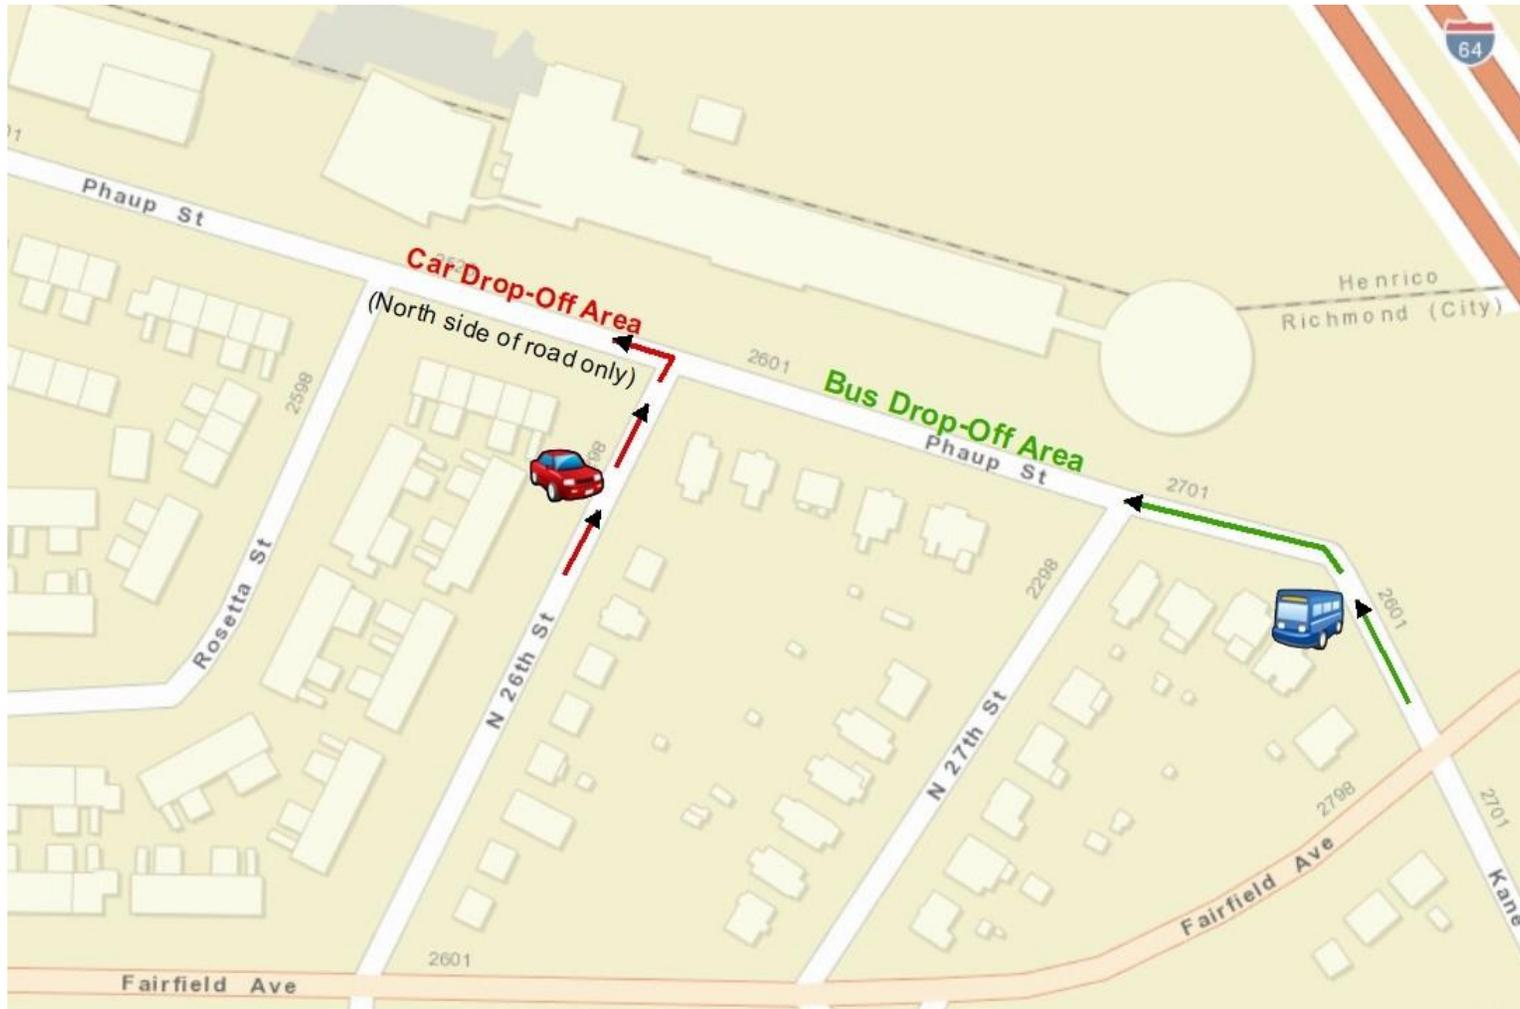 64
Phaup St
Henrico
Richmond (City)
Car Drop-Off Area
(North side of road only)
2601
Bus Drop-Off Area
Phaup St
2701
2598
98
2298
2601
Rosetta St
N 26th St
N 27th St
2798
2701
Fairfield Ave
Kane
2601
Fairfield Ave